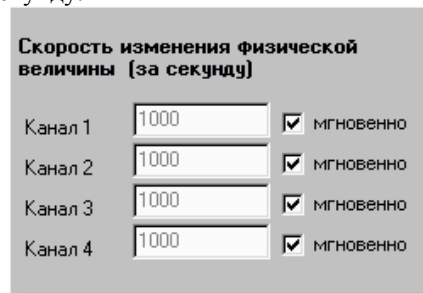 Скорость изменения физической
величины (за секунду)
Канал 1 1000 мгновенно
Канал 2 1000 мгновенно
Канал 3 1000 мгновенно
Канал 4 1000 мгновенно